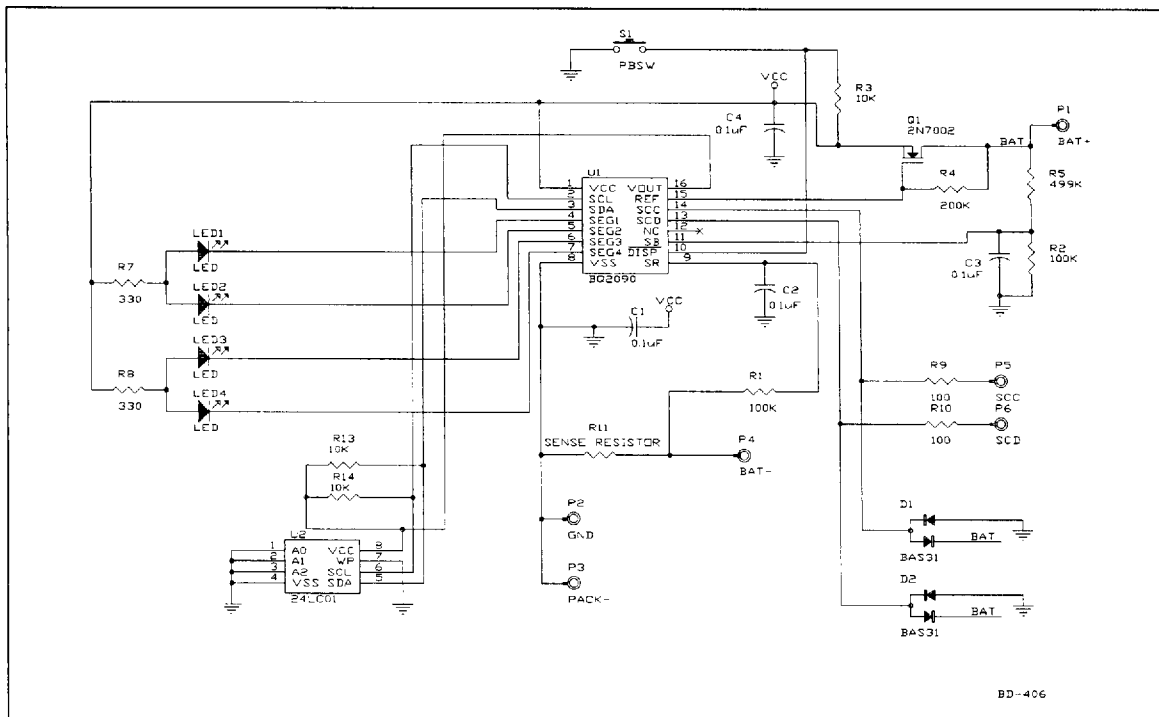 S1
PBSW
VCC
C4
0.1uF
R3
10K
Q1
2N7002
P1
BAT
BAT+
R4
200K
R5
499K
U1
1 VCC VOUT 16
2 SCL REF 15
3 SDA SCC 14
4 SEG1 SCD 13
5 SEG2 NC 12
6 SEG3 SB 11
7 SEG4 DISP 10
8 VSS SR 9
BQ2090
R2
100K
C3
0.1uF
C2
0.1uF
LED1
LED
LED2
LED
LED3
LED
LED4
LED
R7
330
R8
330
C1
VCC
0.1uF
R1
100K
R9
100
P5
SCC
R10
100
P6
SCD
R11
SENSE RESISTOR
P4
BAT-
R13
10K
R14
10K
P2
GND
P3
PACK-
U2
1 A0 VCC 8
2 A1 WP 7
3 A2 SCL 6
4 VSS SDA 5
24LC01
D1
BAT
BAS31
D2
BAT
BAS31
BD-406